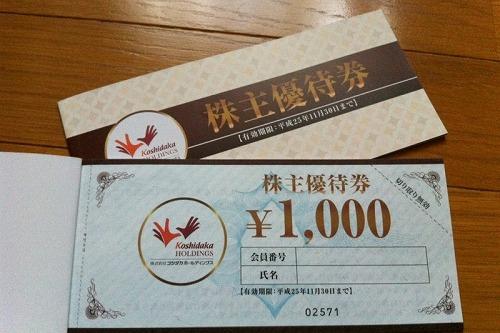 株主優待券
【有効期限：平成25年11月30日まで】
Koshidaka
HOLDINGS
株主優待券
切り取り無効
¥1,000
Koshidaka
HOLDINGS
株式会社コシダカホールディングス
会員番号
氏名
【有効期限：平成25年11月30日まで】
02571